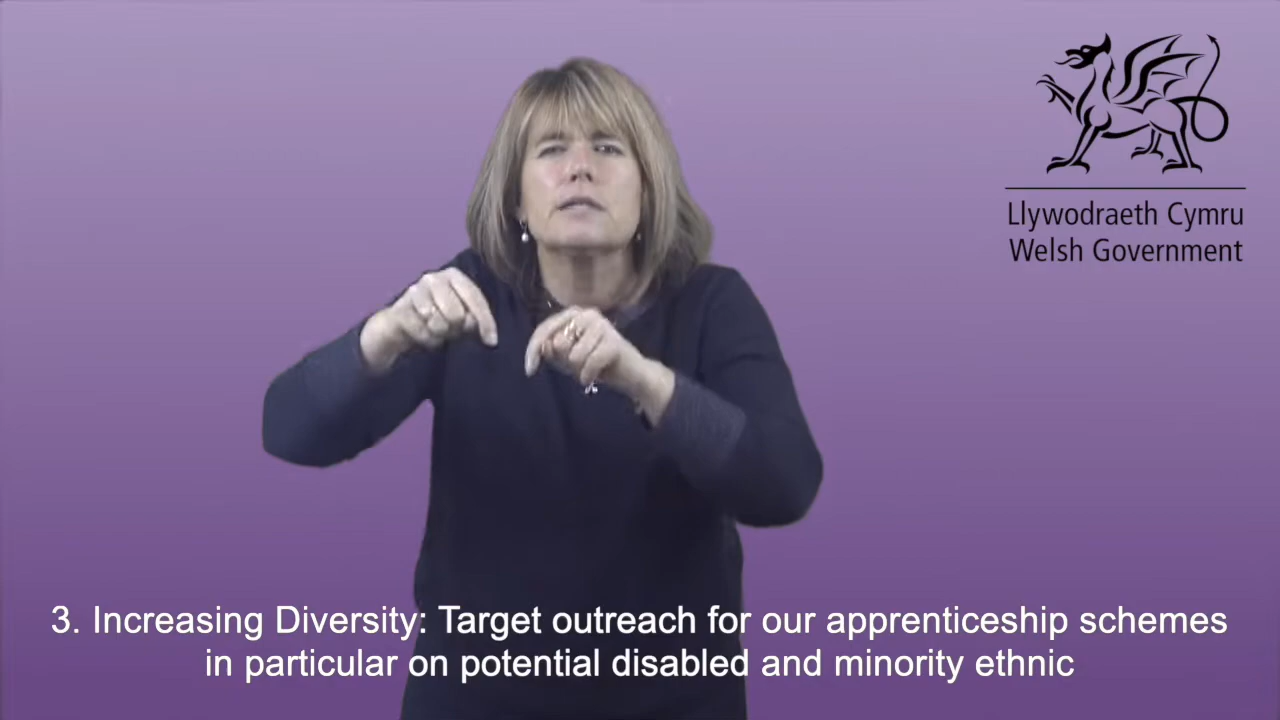 Llywodraeth Cymru
Welsh Government
3. Increasing Diversity: Target outreach for our apprenticeship schemes
in particular on potential disabled and minority ethnic